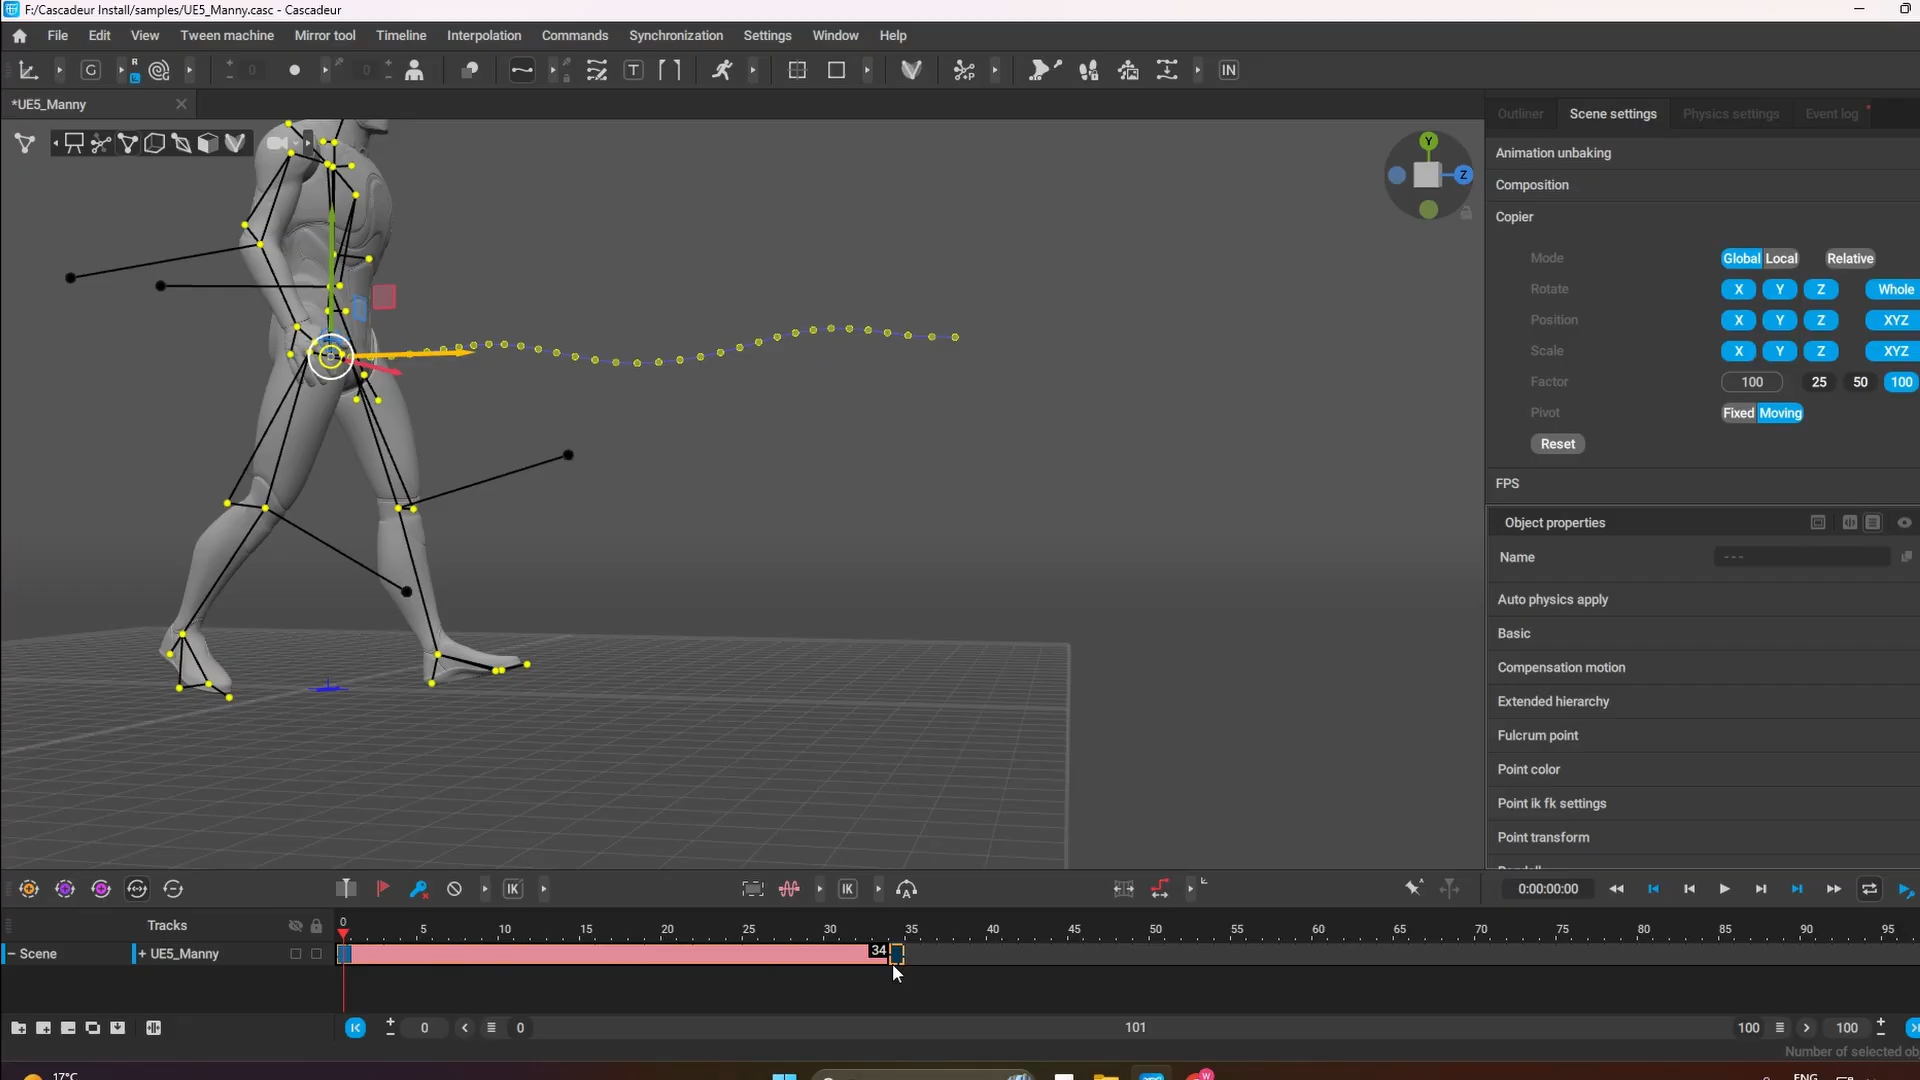 F:/Cascadeur Install/samples/UE5_Manny.casc - Cascadeur
File Edit View Tween machine Mirror tool Timeline Interpolation Commands Synchronization Settings Window Help
G R 0 0 T P IN
*UE5_Manny
Outliner Scene settings Physics settings Event log
Y
Z
Animation unbaking
Composition
Copier
Mode Global Local Relative
Rotate X Y Z Whole
Position X Y Z XYZ
Scale X Y Z XYZ
Factor 100 25 50 100
Pivot Fixed Moving
Reset
FPS
Object properties
Name ---
Auto physics apply
Basic
Compensation motion
Extended hierarchy
Fulcrum point
Point color
Point ik fk settings
Point transform
IK IK 0:00:00:00
Tracks
0 5 10 15 20 25 30 35 40 45 50 55 60 65 70 75 80 85 90 95
Scene + UE5_Manny 34
0 0 101 100 100
Number of selected ob
17°C ENG